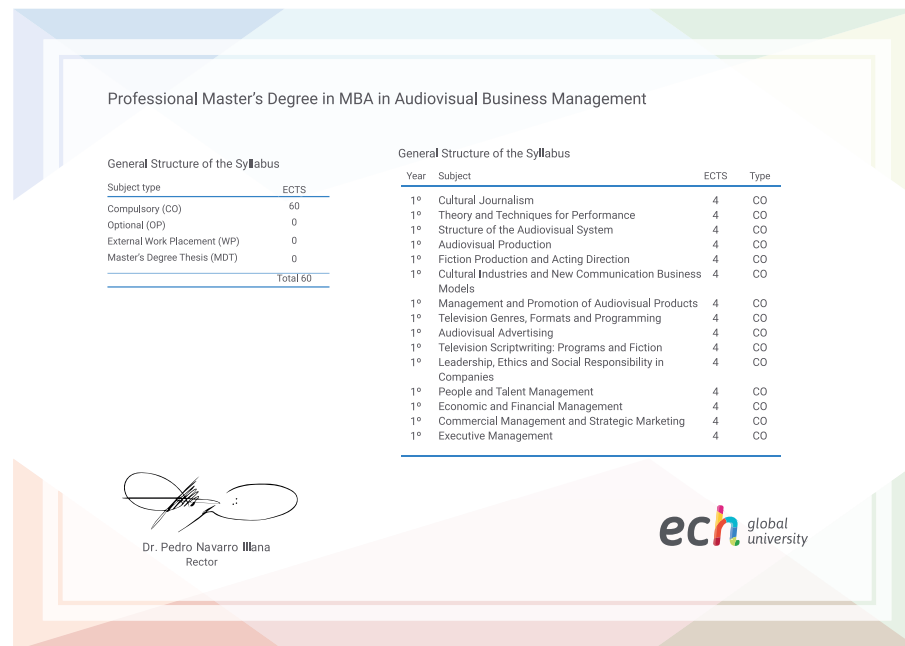 Professional Master's Degree in MBA in Audiovisual Business Management
General Structure of the Syllabus
Subject type ECTS
Compulsory (CO) 60
Optional (OP) 0
External Work Placement (WP) 0
Master's Degree Thesis (MDT) 0
Total 60
General Structure of the Syllabus
Year Subject ECTS Type
1º Cultural Journalism 4 CO
1º Theory and Techniques for Performance 4 CO
1º Structure of the Audiovisual System 4 CO
1º Audiovisual Production 4 CO
1º Fiction Production and Acting Direction 4 CO
1º Cultural Industries and New Communication Business 4 CO
Models
1º Management and Promotion of Audiovisual Products 4 CO
1º Television Genres, Formats and Programming 4 CO
1º Audiovisual Advertising 4 CO
1º Television Scriptwriting: Programs and Fiction 4 CO
1º Leadership, Ethics and Social Responsibility in 4 CO
Companies
1º People and Talent Management 4 CO
1º Economic and Financial Management 4 CO
1º Commercial Management and Strategic Marketing 4 CO
1º Executive Management 4 CO
Dr. Pedro Navarro Illana
Rector
ech global
university